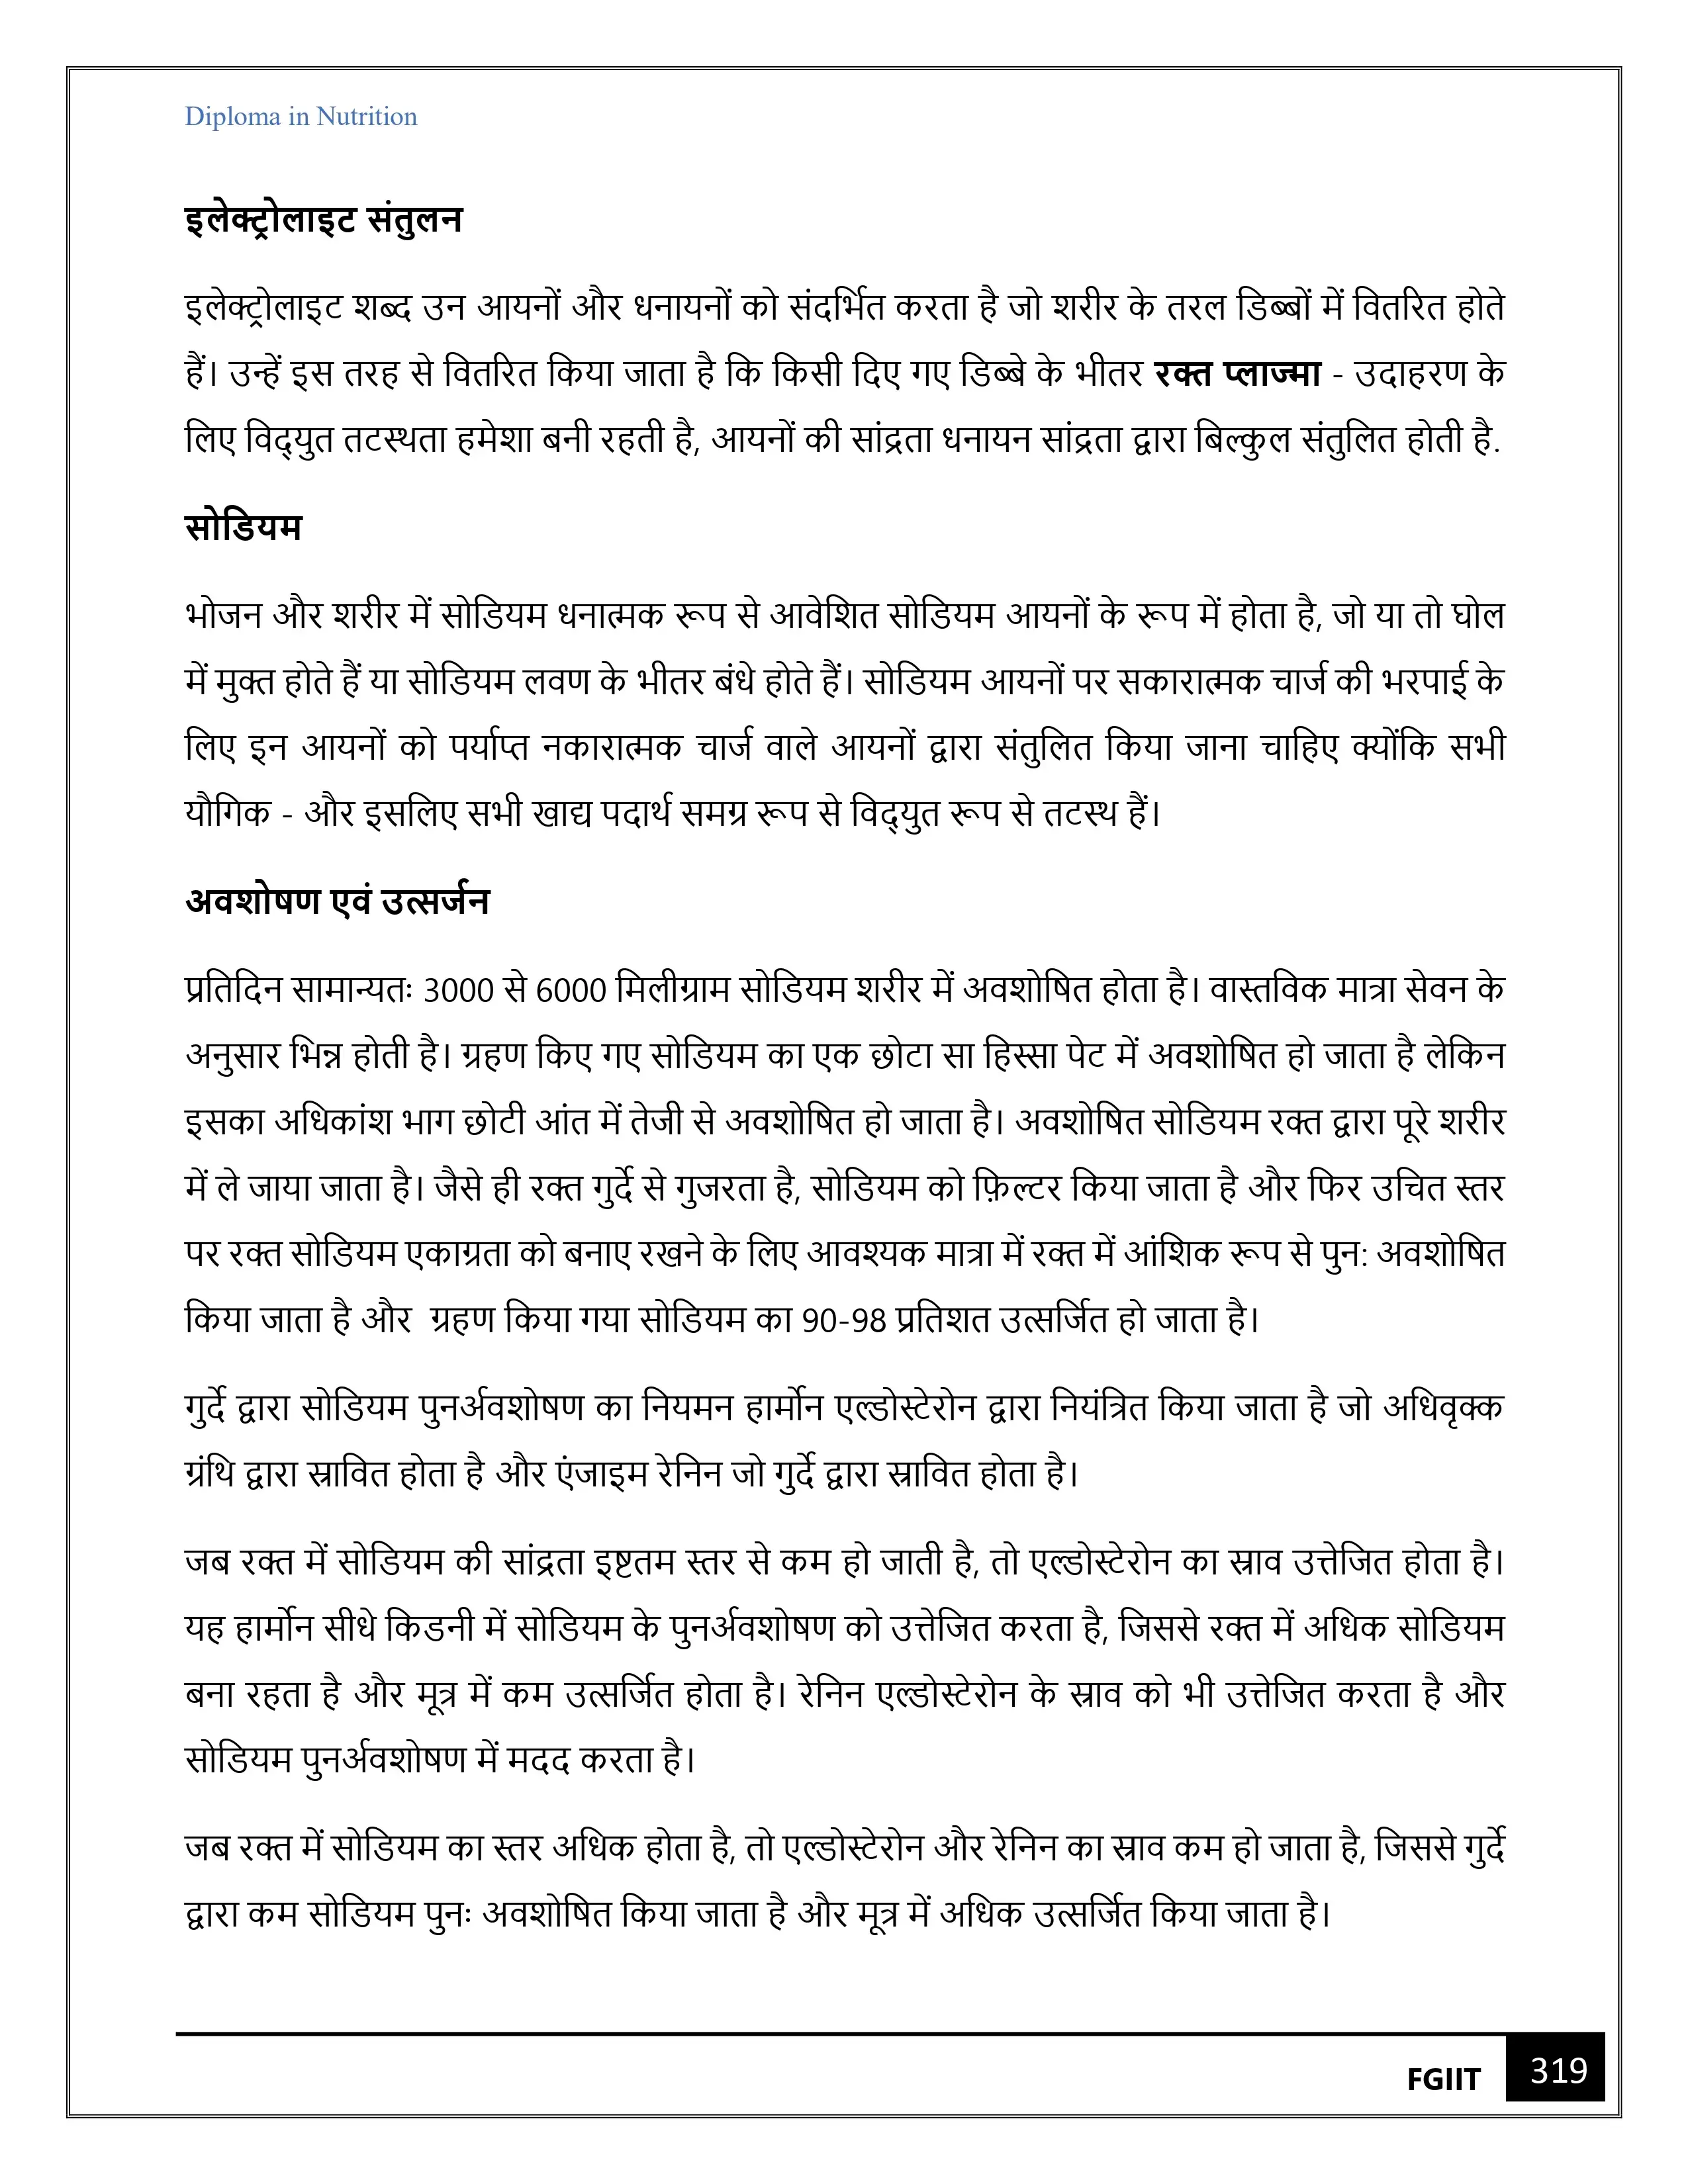 Diploma in Nutrition
इलेक्ट्रोलाइट संतुलन
इलेक्ट्रोलाइट शब्द उन आयनों और धनायनों को संदर्भित करता है जो शरीर के तरल डिब्बों में वितरित होते
हैं। उन्हें इस तरह से वितरित किया जाता है कि किसी दिए गए डिब्बे के भीतर रक्त प्लाज्मा - उदाहरण के
लिए विद्युत तटस्थता हमेशा बनी रहती है, आयनों की सांद्रता धनायन सांद्रता द्वारा बिल्कुल संतुलित होती है.
सोडियम
भोजन और शरीर में सोडियम धनात्मक रूप से आवेशित सोडियम आयनों के रूप में होता है, जो या तो घोल
में मुक्त होते हैं या सोडियम लवण के भीतर बंधे होते हैं। सोडियम आयनों पर सकारात्मक चार्ज की भरपाई के
लिए इन आयनों को पर्याप्त नकारात्मक चार्ज वाले आयनों द्वारा संतुलित किया जाना चाहिए क्योंकि सभी
यौगिक - और इसलिए सभी खाद्य पदार्थ समग्र रूप से विद्युत रूप से तटस्थ हैं।
अवशोषण एवं उत्सर्जन
प्रतिदिन सामान्यतः 3000 से 6000 मिलीग्राम सोडियम शरीर में अवशोषित होता है। वास्तविक मात्रा सेवन के
अनुसार भिन्न होती है। ग्रहण किए गए सोडियम का एक छोटा सा हिस्सा पेट में अवशोषित हो जाता है लेकिन
इसका अधिकांश भाग छोटी आंत में तेजी से अवशोषित हो जाता है। अवशोषित सोडियम रक्त द्वारा पूरे शरीर
में ले जाया जाता है। जैसे ही रक्त गुर्दे से गुजरता है, सोडियम को फ़िल्टर किया जाता है और फिर उचित स्तर
पर रक्त सोडियम एकाग्रता को बनाए रखने के लिए आवश्यक मात्रा में रक्त में आंशिक रूप से पुन: अवशोषित
किया जाता है और ग्रहण किया गया सोडियम का 90-98 प्रतिशत उत्सर्जित हो जाता है।
गुर्दे द्वारा सोडियम पुनर्अवशोषण का नियमन हार्मोन एल्डोस्टेरोन द्वारा नियंत्रित किया जाता है जो अधिवृक्क
ग्रंथि द्वारा स्रावित होता है और एंजाइम रेनिन जो गुर्दे द्वारा स्रावित होता है।
जब रक्त में सोडियम की सांद्रता इष्टतम स्तर से कम हो जाती है, तो एल्डोस्टेरोन का स्राव उत्तेजित होता है।
यह हार्मोन सीधे किडनी में सोडियम के पुनर्अवशोषण को उत्तेजित करता है, जिससे रक्त में अधिक सोडियम
बना रहता है और मूत्र में कम उत्सर्जित होता है। रेनिन एल्डोस्टेरोन के स्राव को भी उत्तेजित करता है और
सोडियम पुनर्अवशोषण में मदद करता है।
जब रक्त में सोडियम का स्तर अधिक होता है, तो एल्डोस्टेरोन और रेनिन का स्राव कम हो जाता है, जिससे गुर्दे
द्वारा कम सोडियम पुनः अवशोषित किया जाता है और मूत्र में अधिक उत्सर्जित किया जाता है।
FGIIT 319